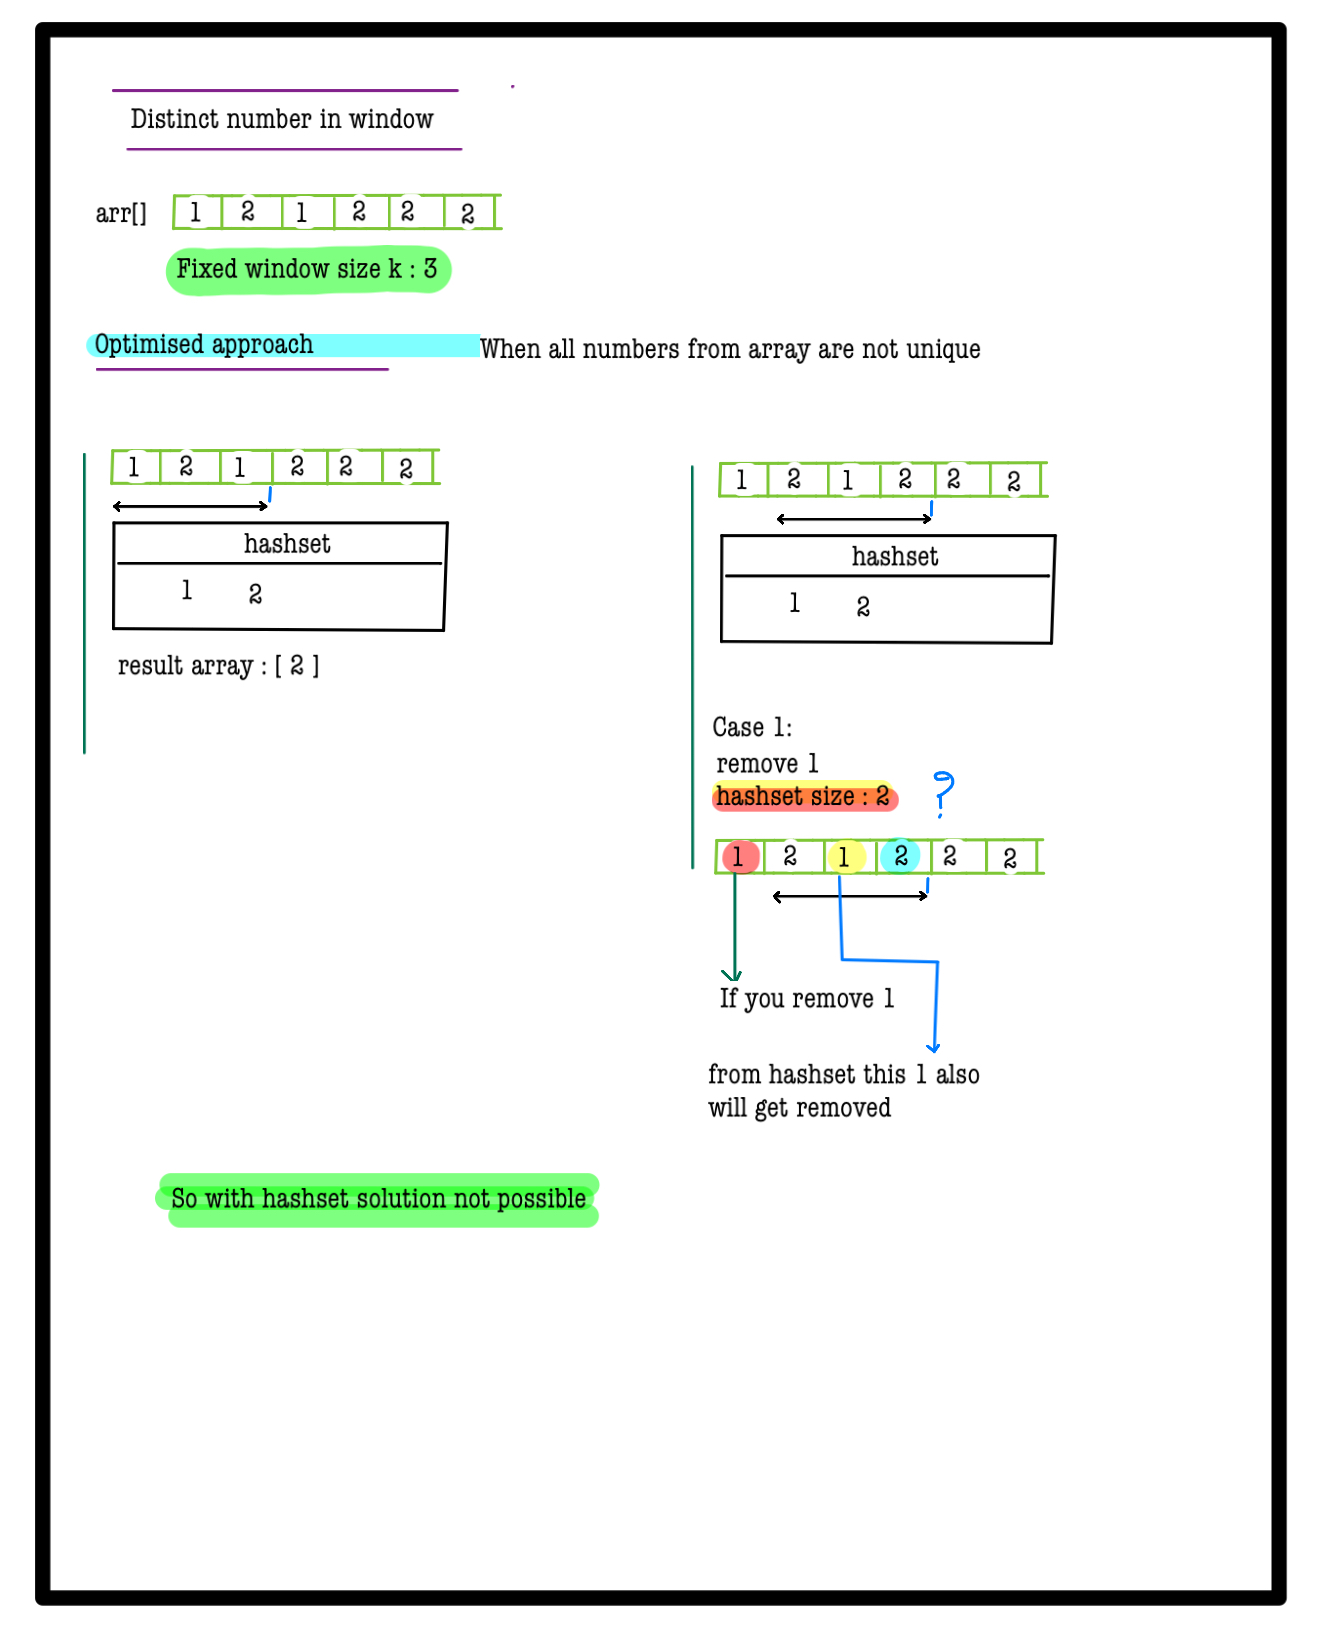 Distinct number in window
arr[] 1 2 1 2 2 2
Fixed window size k : 3
Optimised approach When all numbers from array are not unique
1 2 1 2 2 2
hashset
1 2
result array : [ 2 ]
1 2 1 2 2 2
hashset
1 2
Case 1:
remove 1
hashset size : 2 ?
1 2 1 2 2 2
If you remove 1
from hashset this 1 also
will get removed
So with hashset solution not possible